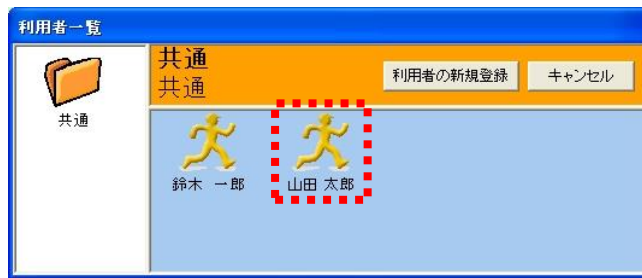 利用者一覧
共通
共通
共通
利用者の新規登録
キャンセル
鈴木 一郎
山田 太郎